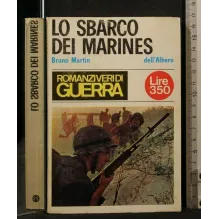 LO SBARCO DEI MARINES
LO SBARCO
DEI MARINES
Bruno Martin
dell'Albero
ROMANZI VERI DI
GUERRA
Lire
350